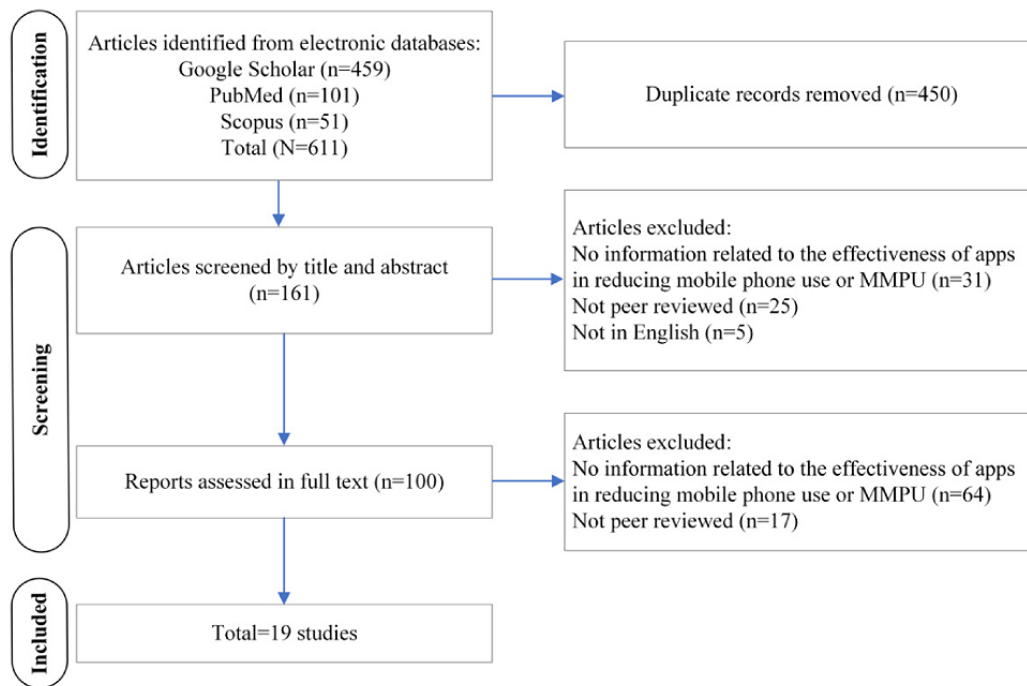 Identification
Articles identified from electronic databases:
Google Scholar (n=459)
PubMed (n=101)
Scopus (n=51)
Total (N=611)
Duplicate records removed (n=450)
Screening
Articles screened by title and abstract
(n=161)
Articles excluded:
No information related to the effectiveness of apps
in reducing mobile phone use or MMPU (n=31)
Not peer reviewed (n=25)
Not in English (n=5)
Reports assessed in full text (n=100)
Articles excluded:
No information related to the effectiveness of apps
in reducing mobile phone use or MMPU (n=64)
Not peer reviewed (n=17)
Included
Total=19 studies